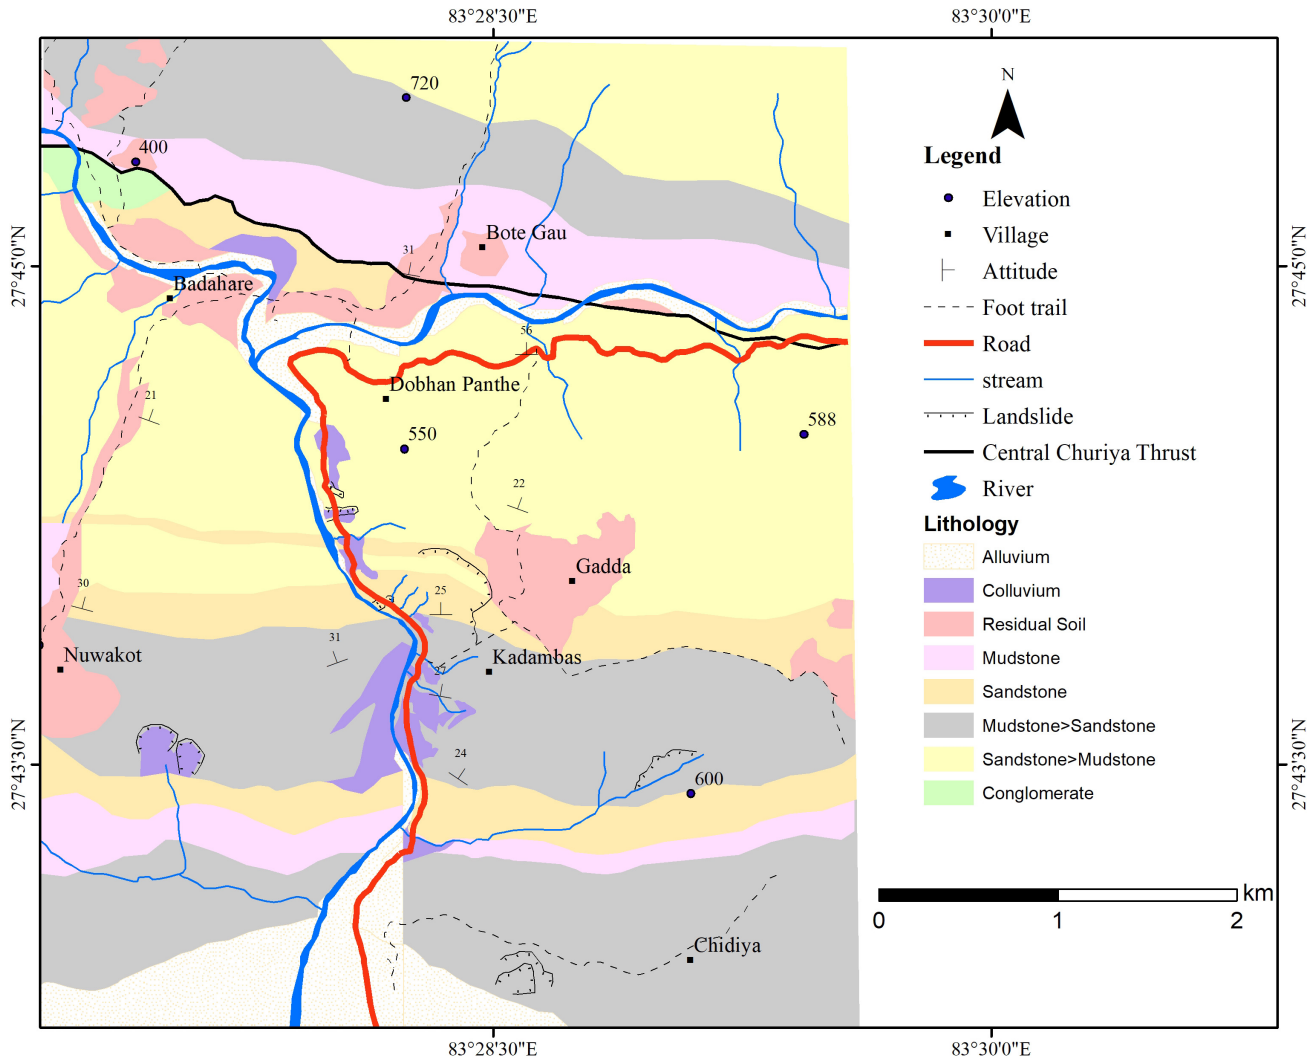 83°28'30"E 83°30'0"E
720
N
400
Legend
Elevation
Bote Gau
Village
27°45'0"N
31
27°45'0"N
Attitude
Badahare
Foot trail
56
Road
Dobhan Panthe
stream
21
588
Landslide
550
Central Churiya Thrust
22
River
Lithology
Alluvium
Gadda
Colluvium
30
25
Residual Soil
31
Nuwakot
Kadambas
Mudstone
27
Sandstone
Mudstone>Sandstone
24
27°43'30"N
Sandstone>Mudstone
27°43'30"N
600
Conglomerate
km
0 1 2
Chidiya
83°28'30"E 83°30'0"E